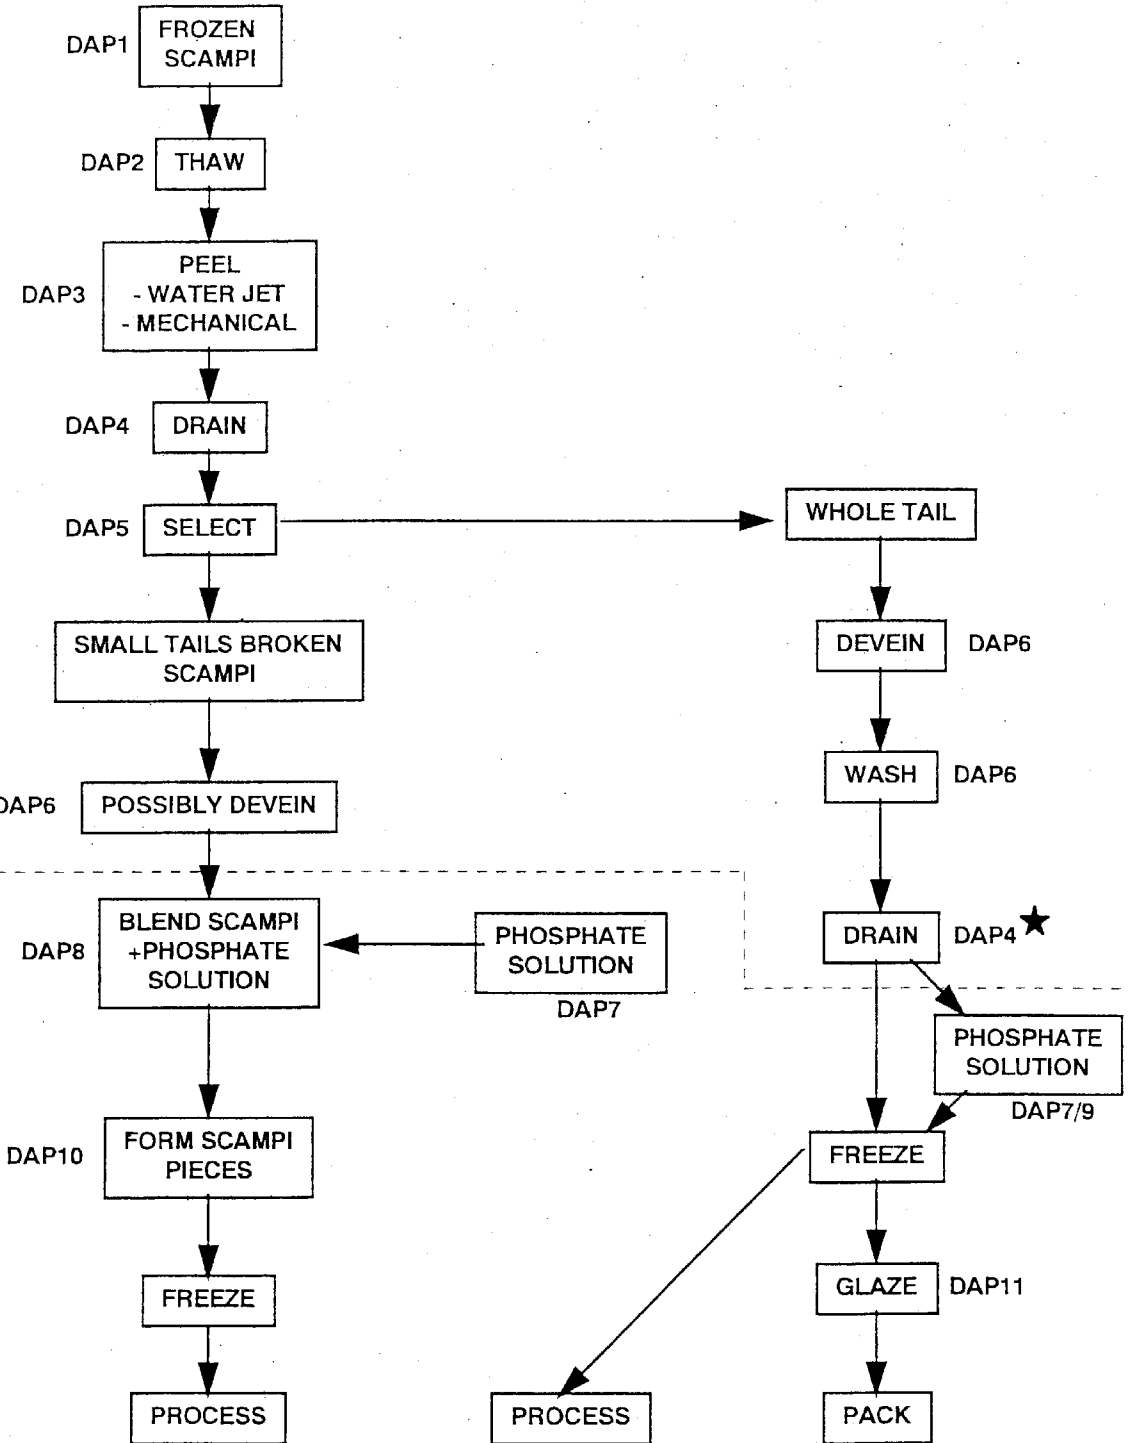 DAP1
FROZEN
SCAMPI
DAP2
THAW
DAP3
PEEL
- WATER JET
- MECHANICAL
DAP4
DRAIN
DAP5
SELECT
WHOLE TAIL
SMALL TAILS BROKEN
SCAMPI
DEVEIN
DAP6
WASH
DAP6
DAP6
POSSIBLY DEVEIN
DAP8
BLEND SCAMPI
+PHOSPHATE
SOLUTION
PHOSPHATE
SOLUTION
DAP7
DRAIN
DAP4★
PHOSPHATE
SOLUTION
DAP7/9
DAP10
FORM SCAMPI
PIECES
FREEZE
FREEZE
GLAZE
DAP11
PROCESS
PROCESS
PACK